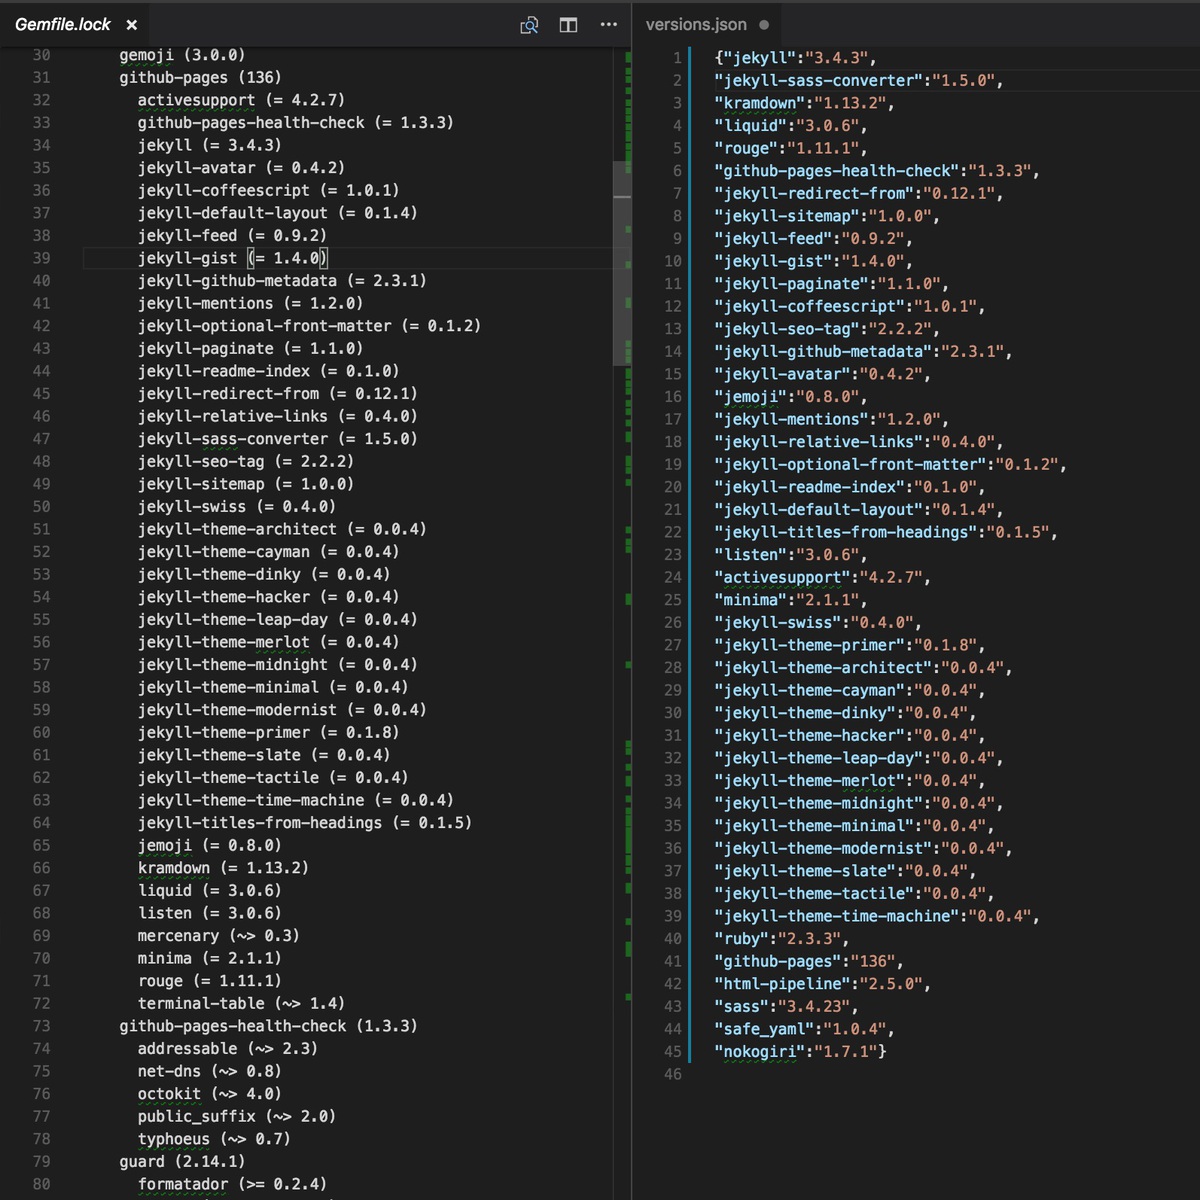 Gemfile.lock
30 gemoji (3.0.0)
31 github-pages (136)
32 activesupport (= 4.2.7)
33 github-pages-health-check (= 1.3.3)
34 jekyll (= 3.4.3)
35 jekyll-avatar (= 0.4.2)
36 jekyll-coffeescript (= 1.0.1)
37 jekyll-default-layout (= 0.1.4)
38 jekyll-feed (= 0.9.2)
39 jekyll-gist (= 1.4.0)
40 jekyll-github-metadata (= 2.3.1)
41 jekyll-mentions (= 1.2.0)
42 jekyll-optional-front-matter (= 0.1.2)
43 jekyll-paginate (= 1.1.0)
44 jekyll-readme-index (= 0.1.0)
45 jekyll-redirect-from (= 0.12.1)
46 jekyll-relative-links (= 0.4.0)
47 jekyll-sass-converter (= 1.5.0)
48 jekyll-seo-tag (= 2.2.2)
49 jekyll-sitemap (= 1.0.0)
50 jekyll-swiss (= 0.4.0)
51 jekyll-theme-architect (= 0.0.4)
52 jekyll-theme-cayman (= 0.0.4)
53 jekyll-theme-dinky (= 0.0.4)
54 jekyll-theme-hacker (= 0.0.4)
55 jekyll-theme-leap-day (= 0.0.4)
56 jekyll-theme-merlot (= 0.0.4)
57 jekyll-theme-midnight (= 0.0.4)
58 jekyll-theme-minimal (= 0.0.4)
59 jekyll-theme-modernist (= 0.0.4)
60 jekyll-theme-primer (= 0.1.8)
61 jekyll-theme-slate (= 0.0.4)
62 jekyll-theme-tactile (= 0.0.4)
63 jekyll-theme-time-machine (= 0.0.4)
64 jekyll-titles-from-headings (= 0.1.5)
65 jemoji (= 0.8.0)
66 kramdown (= 1.13.2)
67 liquid (= 3.0.6)
68 listen (= 3.0.6)
69 mercenary (~> 0.3)
70 minima (= 2.1.1)
71 rouge (= 1.11.1)
72 terminal-table (~> 1.4)
73 github-pages-health-check (1.3.3)
74 addressable (~> 2.3)
75 net-dns (~> 0.8)
76 octokit (~> 4.0)
77 public_suffix (~> 2.0)
78 typhoeus (~> 0.7)
79 guard (2.14.1)
80 formatador (>= 0.2.4)
versions.json
1 {"jekyll":"3.4.3",
2 "jekyll-sass-converter":"1.5.0",
3 "kramdown":"1.13.2",
4 "liquid":"3.0.6",
5 "rouge":"1.11.1",
6 "github-pages-health-check":"1.3.3",
7 "jekyll-redirect-from":"0.12.1",
8 "jekyll-sitemap":"1.0.0",
9 "jekyll-feed":"0.9.2",
10 "jekyll-gist":"1.4.0",
11 "jekyll-paginate":"1.1.0",
12 "jekyll-coffeescript":"1.0.1",
13 "jekyll-seo-tag":"2.2.2",
14 "jekyll-github-metadata":"2.3.1",
15 "jekyll-avatar":"0.4.2",
16 "jemoji":"0.8.0",
17 "jekyll-mentions":"1.2.0",
18 "jekyll-relative-links":"0.4.0",
19 "jekyll-optional-front-matter":"0.1.2",
20 "jekyll-readme-index":"0.1.0",
21 "jekyll-default-layout":"0.1.4",
22 "jekyll-titles-from-headings":"0.1.5",
23 "listen":"3.0.6",
24 "activesupport":"4.2.7",
25 "minima":"2.1.1",
26 "jekyll-swiss":"0.4.0",
27 "jekyll-theme-primer":"0.1.8",
28 "jekyll-theme-architect":"0.0.4",
29 "jekyll-theme-cayman":"0.0.4",
30 "jekyll-theme-dinky":"0.0.4",
31 "jekyll-theme-hacker":"0.0.4",
32 "jekyll-theme-leap-day":"0.0.4",
33 "jekyll-theme-merlot":"0.0.4",
34 "jekyll-theme-midnight":"0.0.4",
35 "jekyll-theme-minimal":"0.0.4",
36 "jekyll-theme-modernist":"0.0.4",
37 "jekyll-theme-slate":"0.0.4",
38 "jekyll-theme-tactile":"0.0.4",
39 "jekyll-theme-time-machine":"0.0.4",
40 "ruby":"2.3.3",
41 "github-pages":"136",
42 "html-pipeline":"2.5.0",
43 "sass":"3.4.23",
44 "safe_yaml":"1.0.4",
45 "nokogiri":"1.7.1"}
46